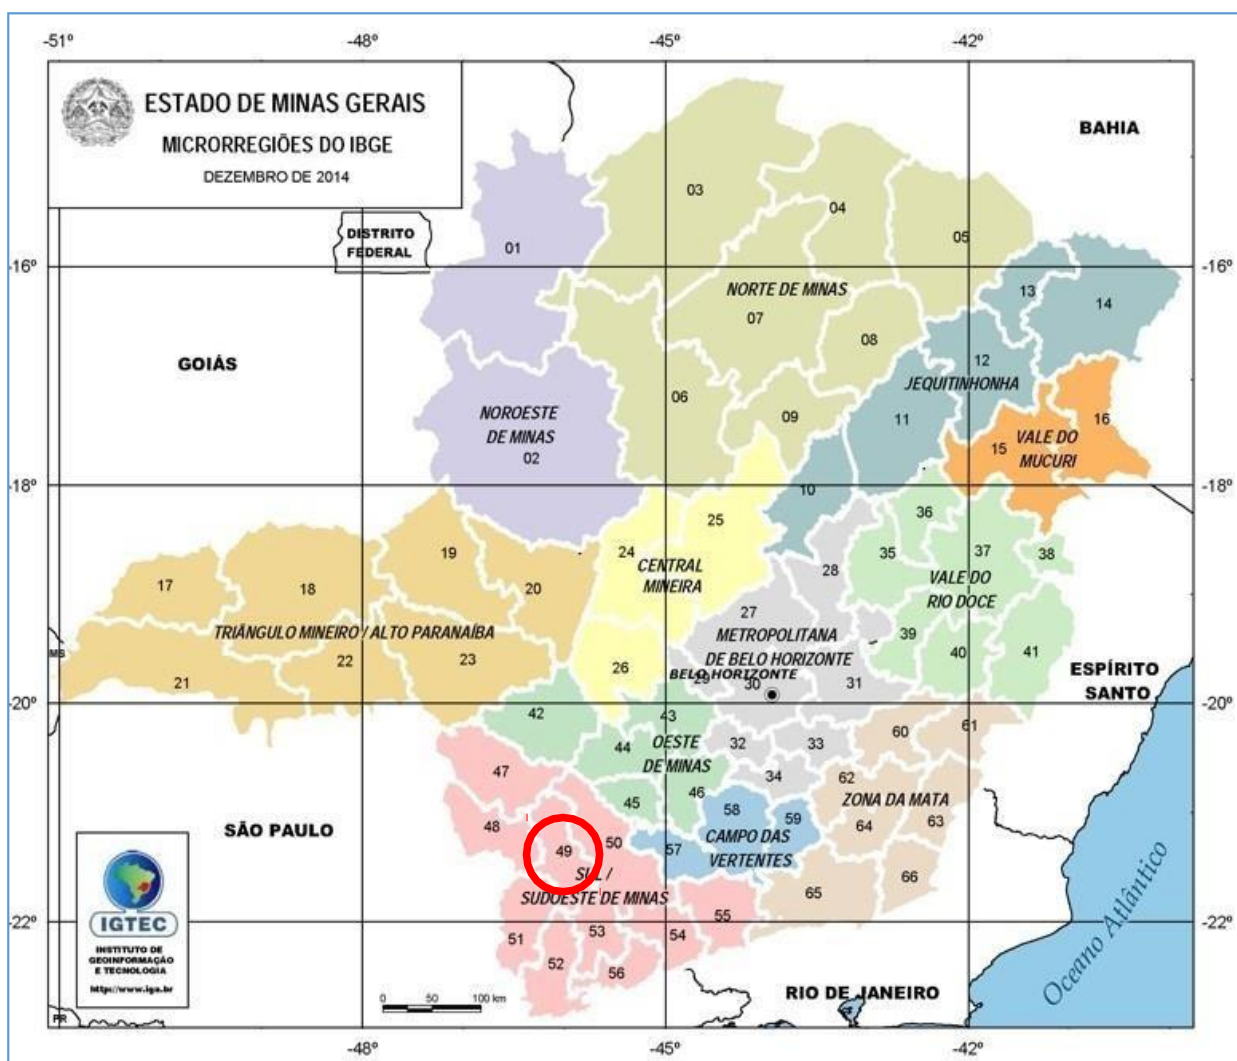 -51º -48º -45º -42º
ESTADO DE MINAS GERAIS
MICRORREGIÕES DO IBGE
DEZEMBRO DE 2014
BAHIA
03
04
DISTRITO
FEDERAL
01
05
-16º -16º
NORTE DE MINAS
13
14
07
08
GOIÁS
12
JEQUITINHONHA
06
NOROESTE
DE MINAS
09
11
16
02
15
VALE DO
MUCURI
-18º -18º
10
25
36
19
24
35
37
38
CENTRAL
MINEIRA
28
VALE DO
RIO DOCE
17
18
20
27
TRIÂNGULO MINEIRO / ALTO PARANAÍBA
METROPOLITANA
DE BELO HORIZONTE
39
MS
22
23
26
40
41
BELO HORIZONTE
29
30
31
21
ESPÍRITO
SANTO
-20º -20º
42
43
61
60
44
OESTE
DE MINAS
32
33
47
34
62
46
45
ZONA DA MATA
58
59
63
SÃO PAULO
48
50
CAMPO DAS
VERTENTES
64
49
57
SUL /
SUDOESTE DE MINAS
66
65
55
-22º -22º
51
53
54
52
56
IGTEC
INSTITUTO DE
GEOINFORMAÇÃO
E TECNOLOGIA
http://www.iga.br
0 50 100 km
RIO DE JANEIRO
Oceano Atlântico
PR
-48º -45º -42º